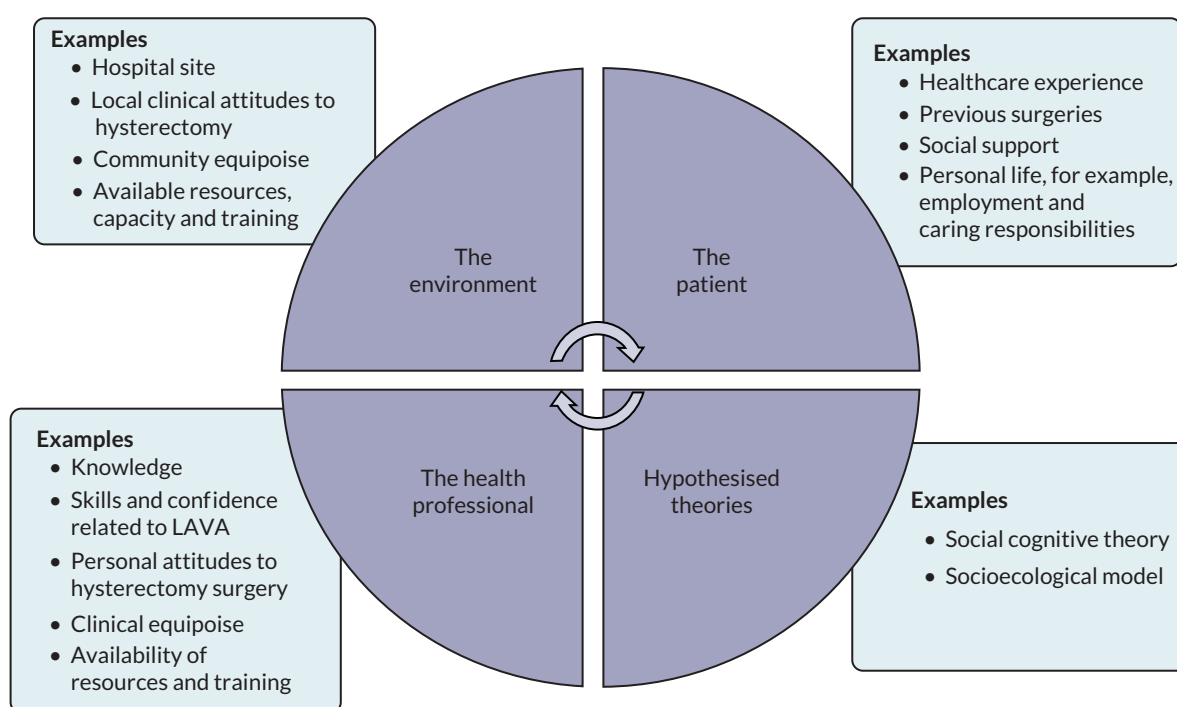 Examples
• Hospital site
• Local clinical attitudes to
hysterectomy
• Community equipoise
• Available resources,
capacity and training
Examples
• Healthcare experience
• Previous surgeries
• Social support
• Personal life, for example,
employment and
caring responsibilities
The
environment
The
patient
The health
professional
Hypothesised
theories
Examples
• Knowledge
• Skills and confidence
related to LAVA
• Personal attitudes to
hysterectomy surgery
• Clinical equipoise
• Availability of
resources and training
Examples
• Social cognitive theory
• Socioecological model